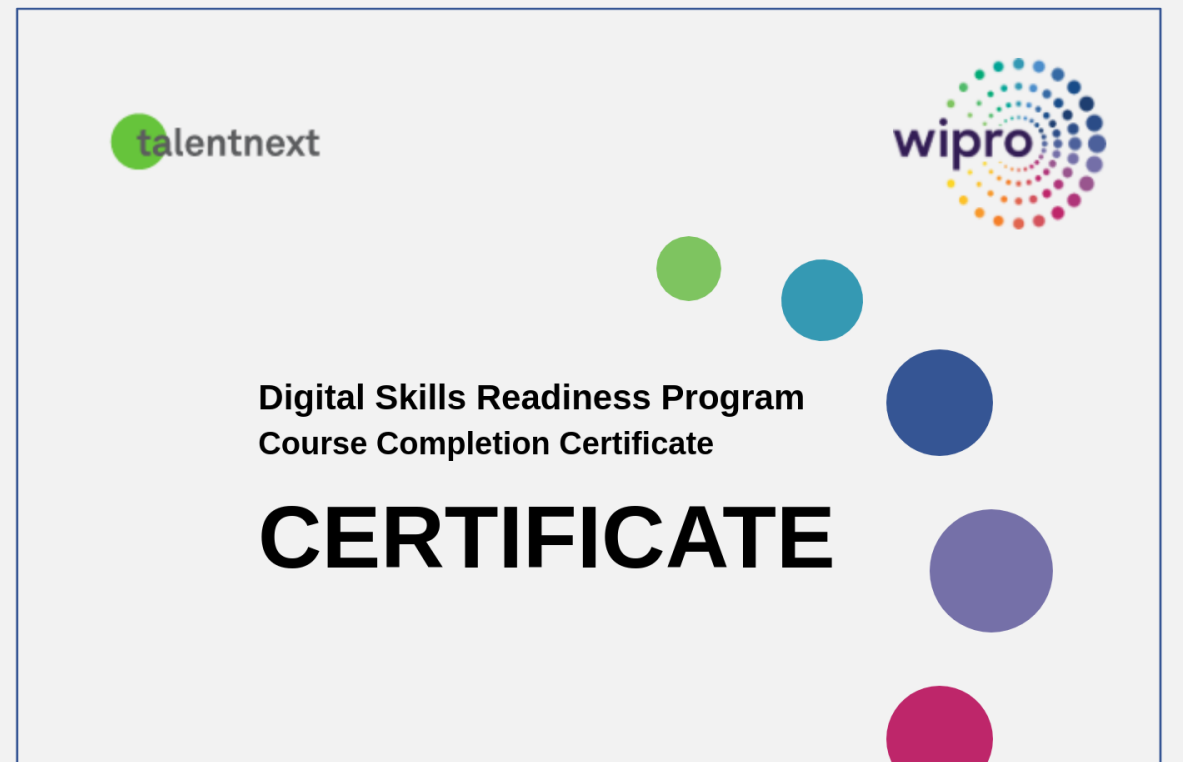 talentnext
wipro
Digital Skills Readiness Program
Course Completion Certificate
CERTIFICATE